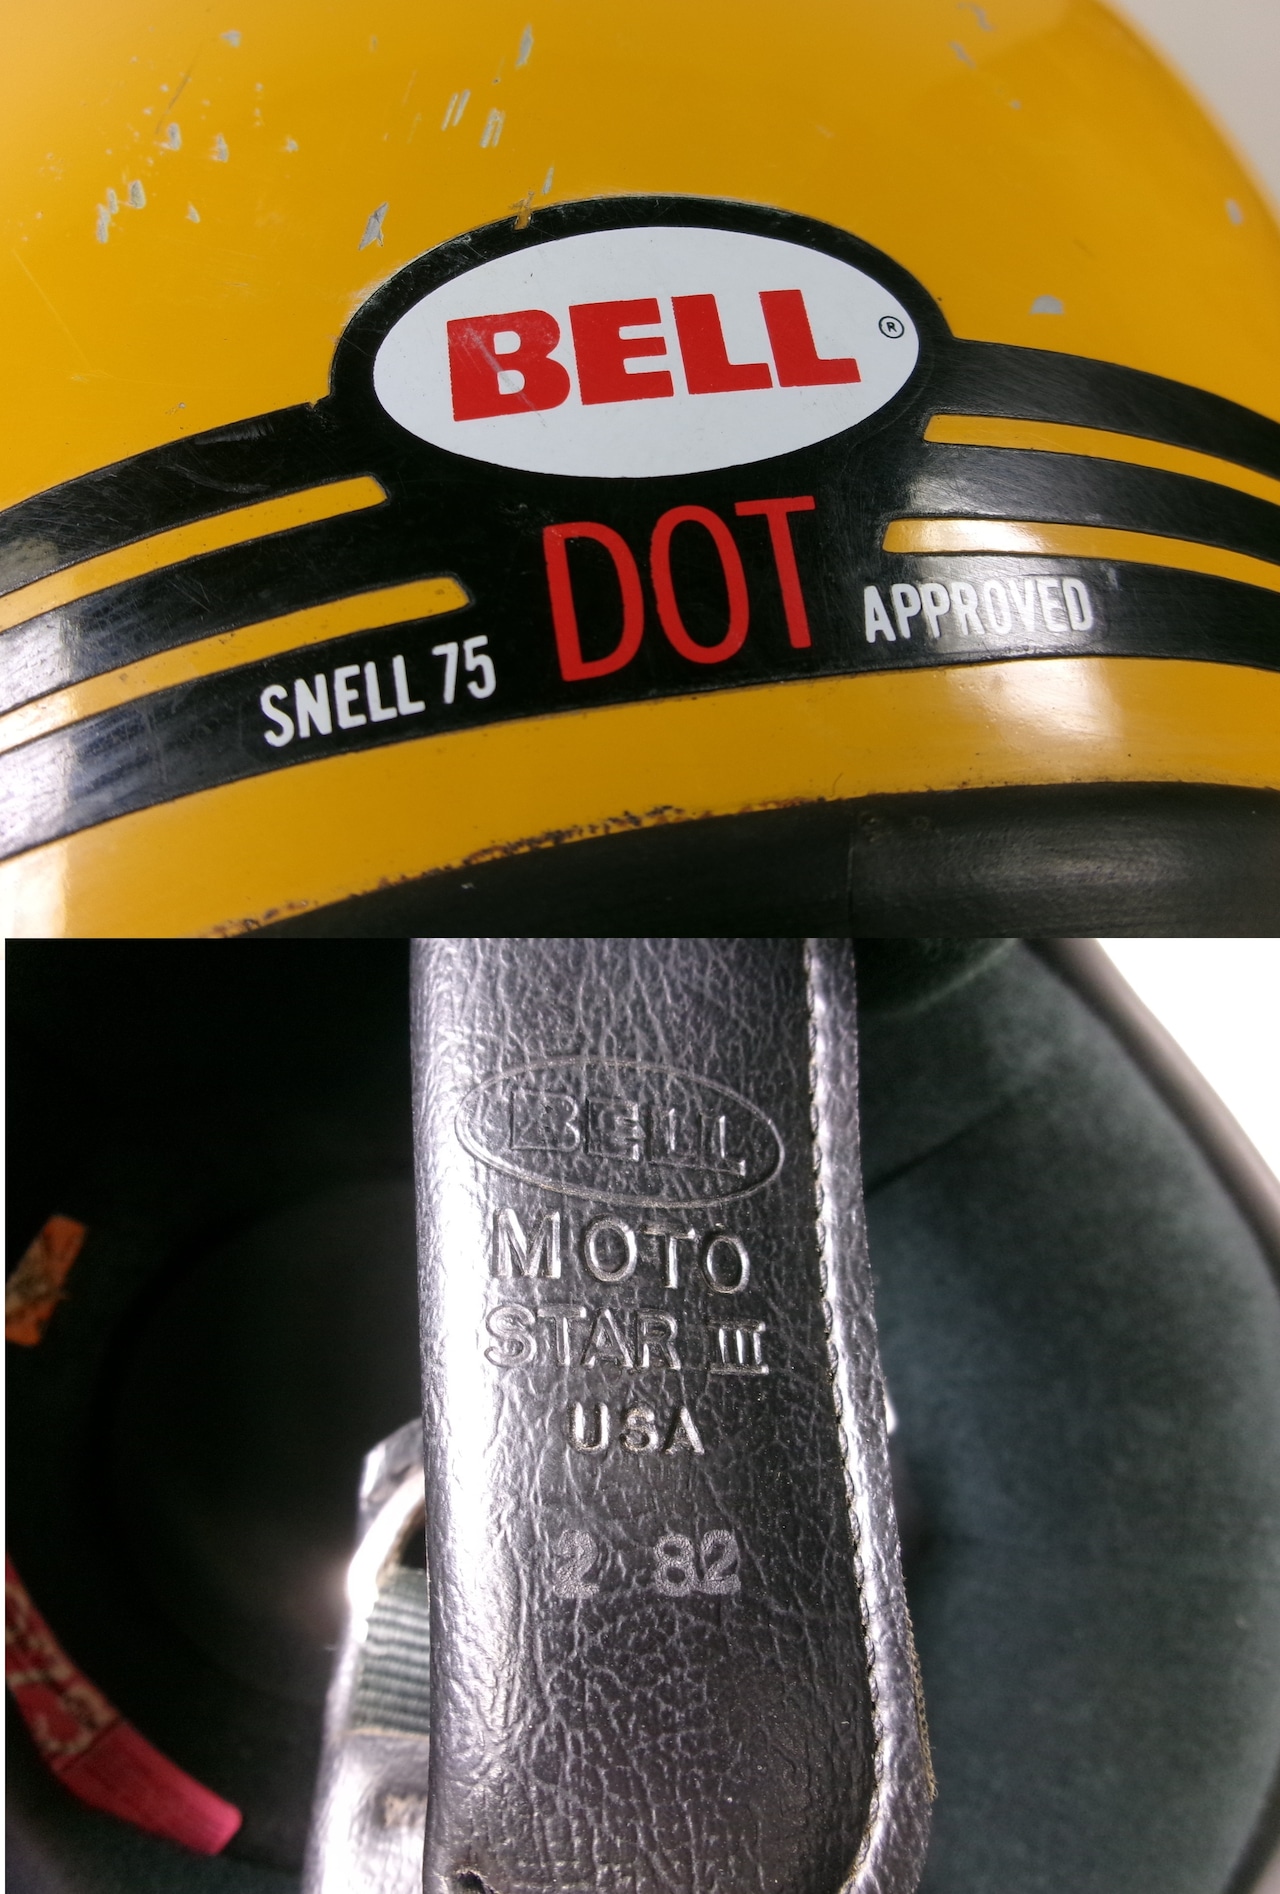 BELL ®
DOT
SNELL 75
APPROVED
BELL
MOTO
STAR III
USA
2 82